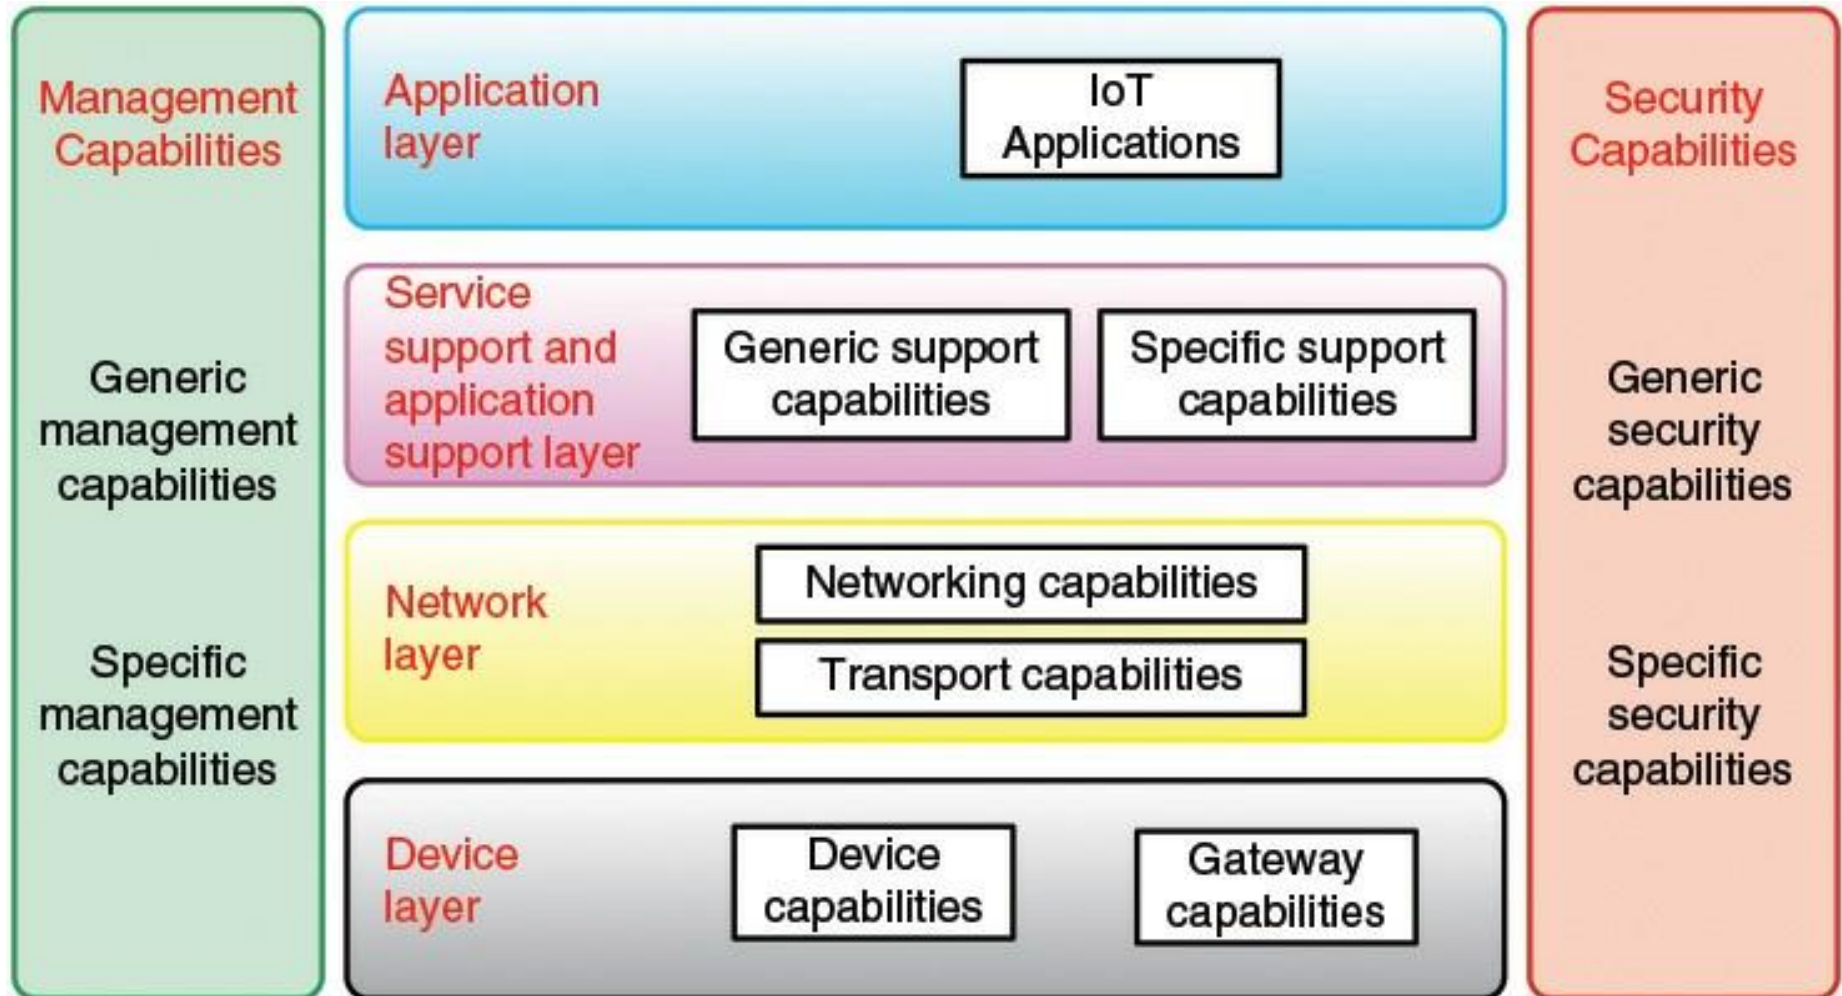 Management
Capabilities
Generic
management
capabilities
Specific
management
capabilities
Application
layer
IoT
Applications
Service
support and
application
support layer
Generic support
capabilities
Specific support
capabilities
Network
layer
Networking capabilities
Transport capabilities
Device
layer
Device
capabilities
Gateway
capabilities
Security
Capabilities
Generic
security
capabilities
Specific
security
capabilities